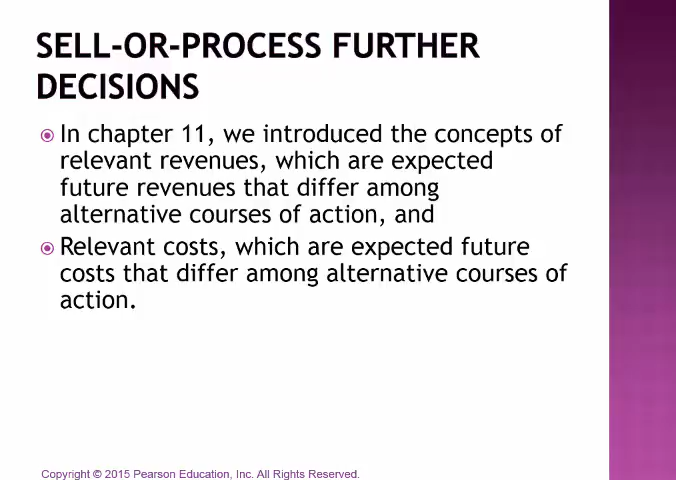 SELL-OR-PROCESS FURTHER
DECISIONS
In chapter 11, we introduced the concepts of
relevant revenues, which are expected
future revenues that differ among
alternative courses of action, and
Relevant costs, which are expected future
costs that differ among alternative courses of
action.
Copyright © 2015 Pearson Education, Inc. All Rights Reserved.